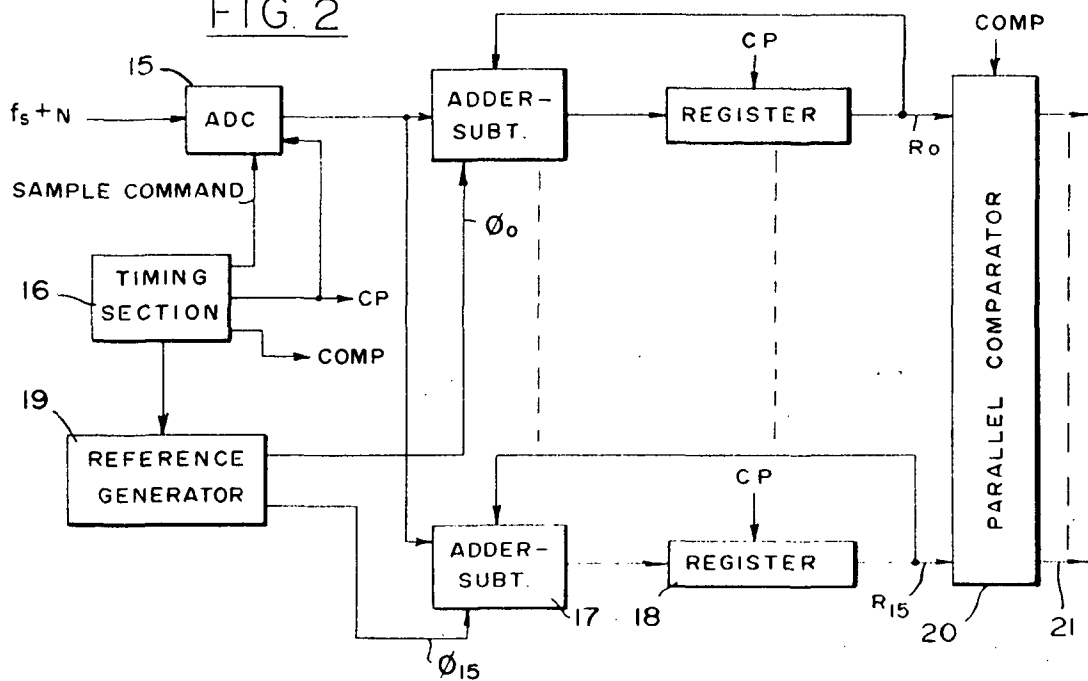 FIG. 2
15
fs+N
ADC
SAMPLE COMMAND
16
TIMING
SECTION
CP
COMP
19
REFERENCE
GENERATOR
ADDER-
SUBT.
CP
REGISTER
Øo
Ro
COMP
PARALLEL COMPARATOR
ADDER-
SUBT.
17
CP
REGISTER
18
R15
Ø15
20
21